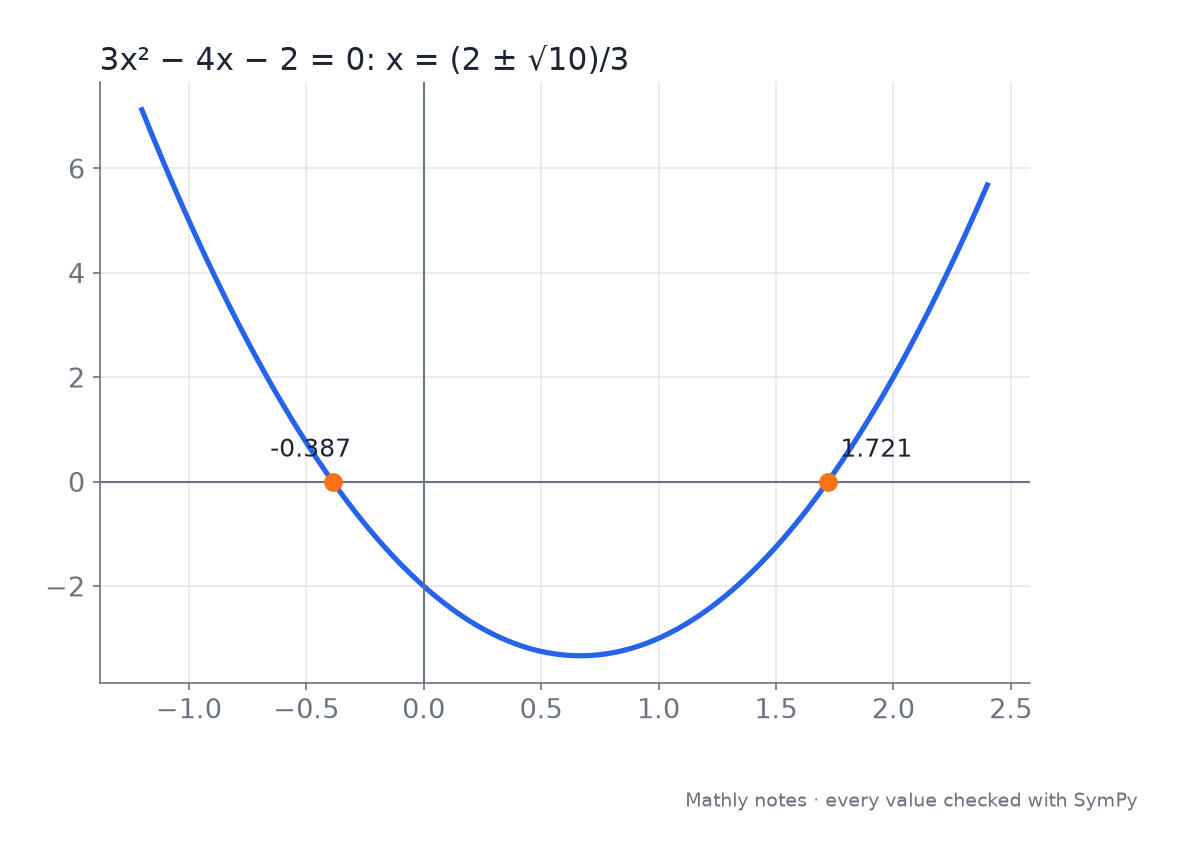 3x² − 4x − 2 = 0: x = (2 ± √10)/3
6
4
2
-0.387
1.721
0
−2
−1.0 −0.5 0.0 0.5 1.0 1.5 2.0 2.5
Mathly notes · every value checked with SymPy